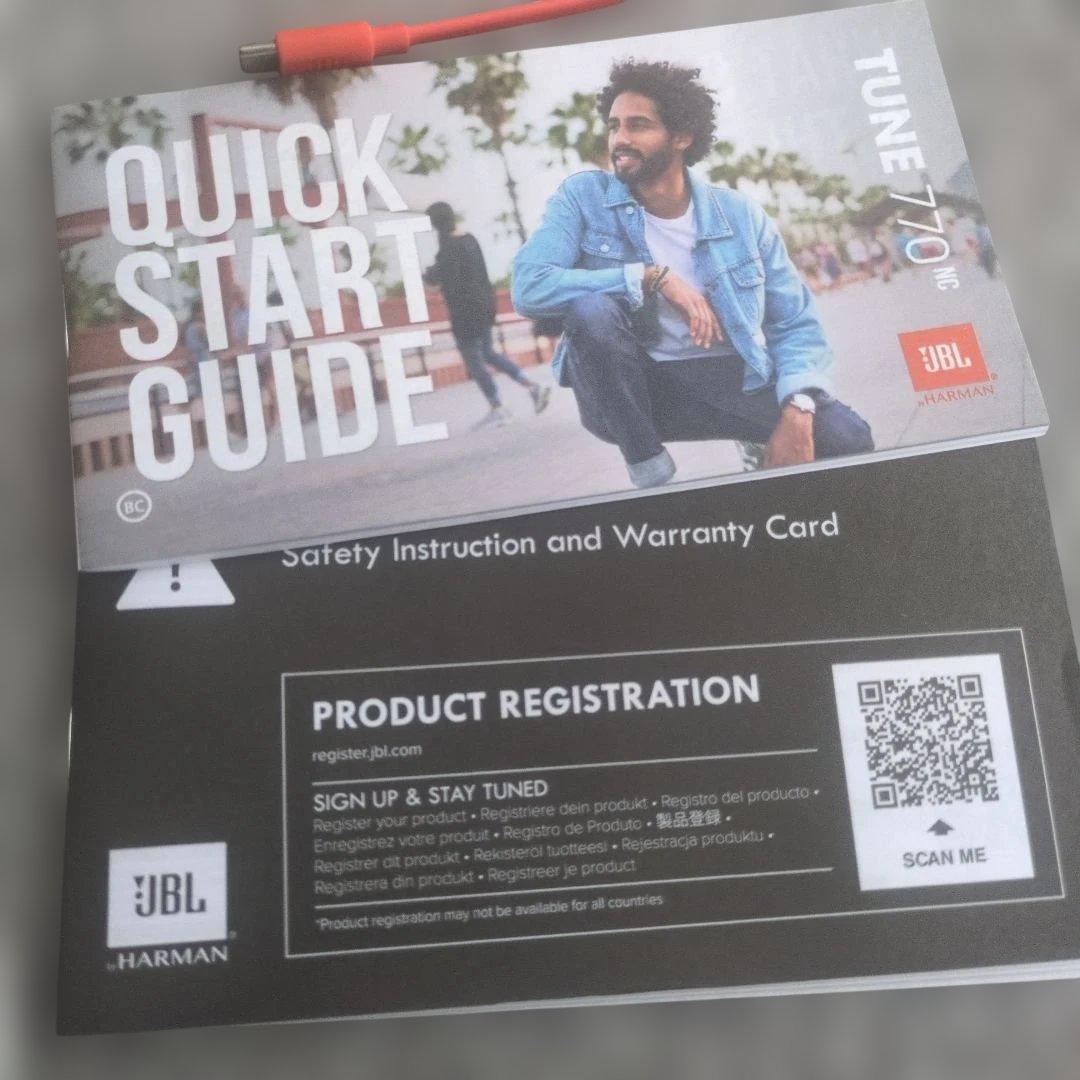 QUICK
START
GUIDE
TUNE 770NC
JBL®
by HARMAN
BC
!
Safety Instruction and Warranty Card
PRODUCT REGISTRATION
register.jbl.com
SIGN UP & STAY TUNED
Register your product • Registriere dein produkt • Registro del producto •
Enregistrez votre produit • Registro de Produto • 製品登録 •
Registrer dit produkt • Rekisteröi tuotteesi • Rejestracja produktu •
Registrera din produkt • Registreer je product
*Product registration may not be available for all countries
SCAN ME
JBL®
by HARMAN